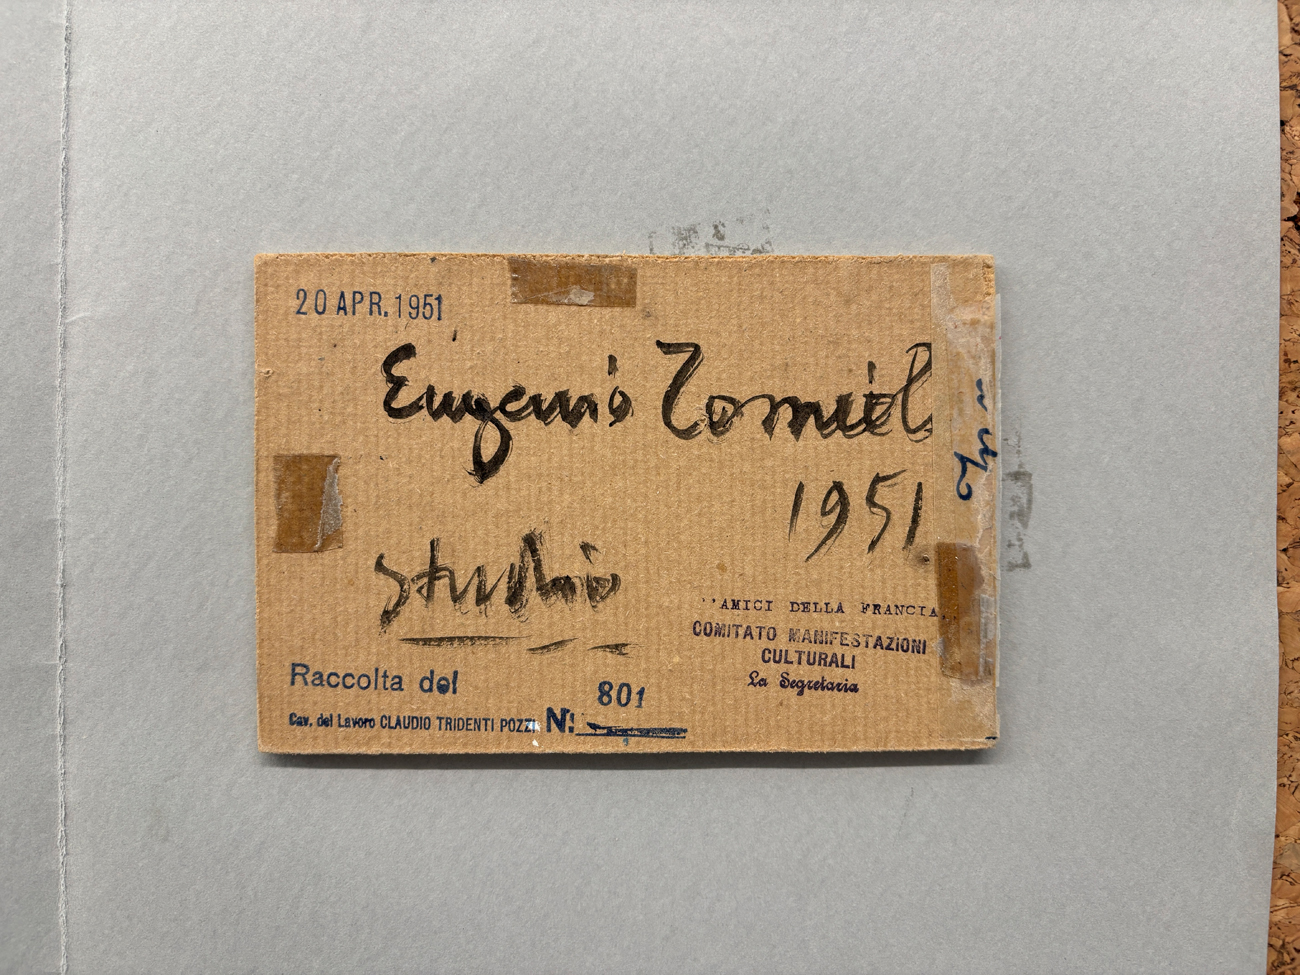 20 APR. 1951
Eugenio Tomiol
1951
studio
"AMICI DELLA FRANCIA
COMITATO MANIFESTAZIONI
CULTURALI
La Segretaria
Raccolta del
Cav. del Lavoro CLAUDIO TRIDENTI POZZI N: 801